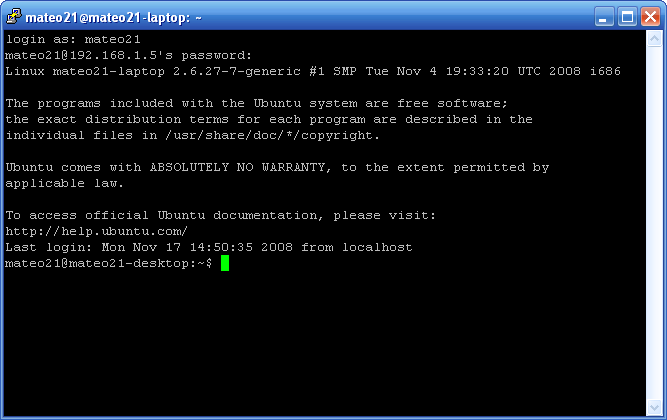 mateo21@mateo21-laptop: ~
login as: mateo21
mateo21@192.168.1.5's password:
Linux mateo21-laptop 2.6.27-7-generic #1 SMP Tue Nov 4 19:33:20 UTC 2008 i686
The programs included with the Ubuntu system are free software;
the exact distribution terms for each program are described in the
individual files in /usr/share/doc/*/copyright.
Ubuntu comes with ABSOLUTELY NO WARRANTY, to the extent permitted by
applicable law.
To access official Ubuntu documentation, please visit:
http://help.ubuntu.com/
Last login: Mon Nov 17 14:50:35 2008 from localhost
mateo21@mateo21-desktop:~$